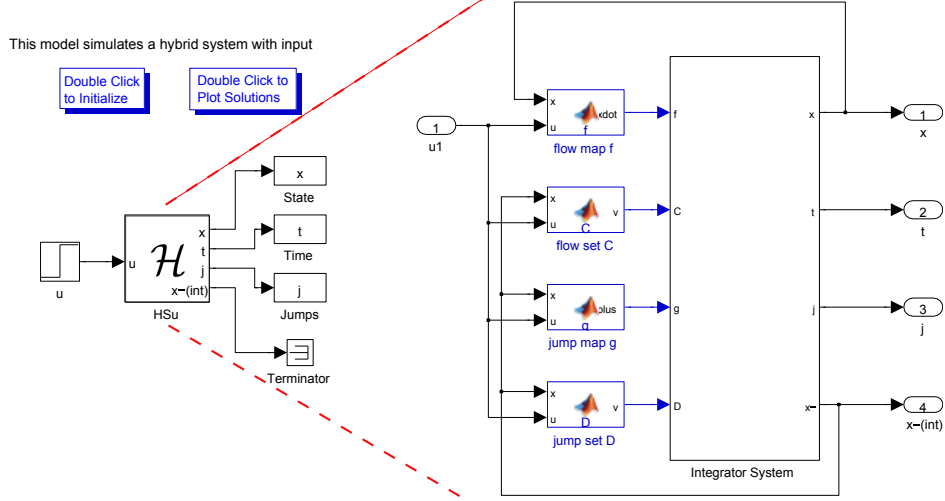 This model simulates a hybrid system with input
Double Click
to Initialize
Double Click to
Plot Solutions
x
State
t
Time
j
Jumps
Terminator
u
u
H
x
t
j
x−(int)
HSu
1
u1
x
u
xdot
f
flow map f
x
u
v
C
flow set C
x
u
plus
g
jump map g
x
u
v
D
jump set D
f
C
g
D
x
t
j
x−
Integrator System
1
x
2
t
3
j
4
x−(int)